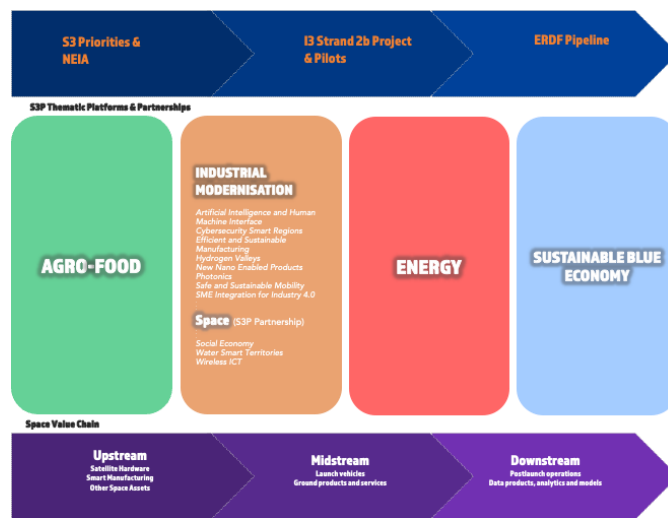 S3 Priorities &
NEIA
I3 Strand 2b Project
& Pilots
ERDF Pipeline
S3P Thematic Platforms & Partnerships
AGRO-FOOD
INDUSTRIAL
MODERNISATION
Artificial Intelligence and Human
Machine Interface
Cybersecurity Smart Regions
Efficient and Sustainable
Manufacturing
Hydrogen Valleys
New Nano Enabled Products
Photonics
Safe and Sustainable Mobility
SME Integration for Industry 4.0
Space (S3P Partnership)
Social Economy
Water Smart Territories
Wireless ICT
ENERGY
SUSTAINABLE BLUE
ECONOMY
Space Value Chain
Upstream
Satellite Hardware
Smart Manufacturing
Other Space Assets
Midstream
Launch vehicles
Ground products and services
Downstream
Postlaunch operations
Data products, analytics and models